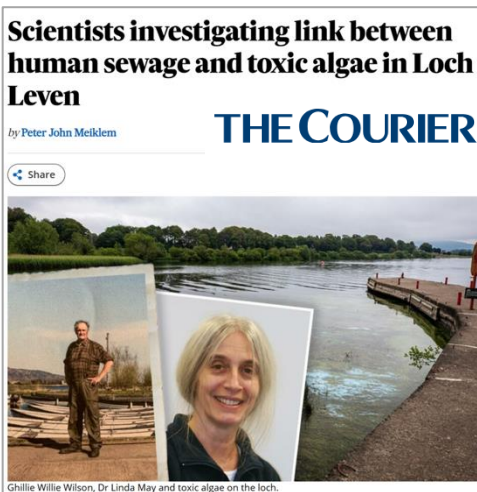 Scientists investigating link between
human sewage and toxic algae in Loch
Leven
by Peter John Meiklem
THE COURIER
Share
Ghillie Willie Wilson, Dr Linda May and toxic algae on the loch.